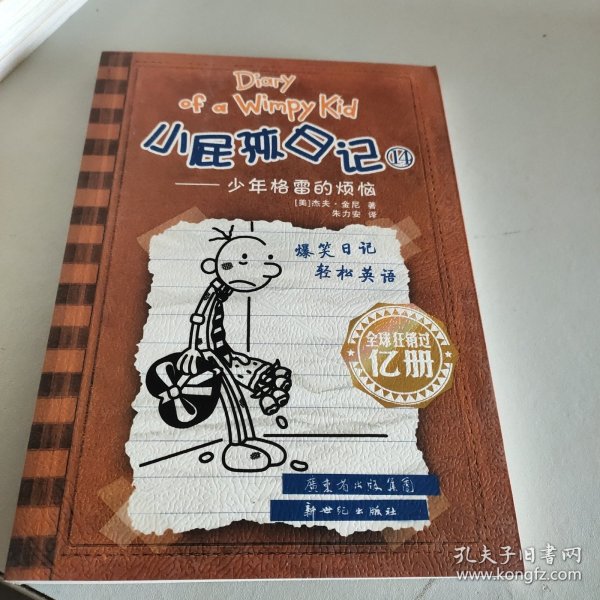 Diary
of a Wimpy Kid
小屁孩日记⑭
——少年格雷的烦恼
[美]杰夫·金尼 著
朱力安 译
爆笑日记
轻松英语
全球狂销过
亿册
廣東省出版集團
新世纪出版社
孔夫子旧书网
www.kongfz.com